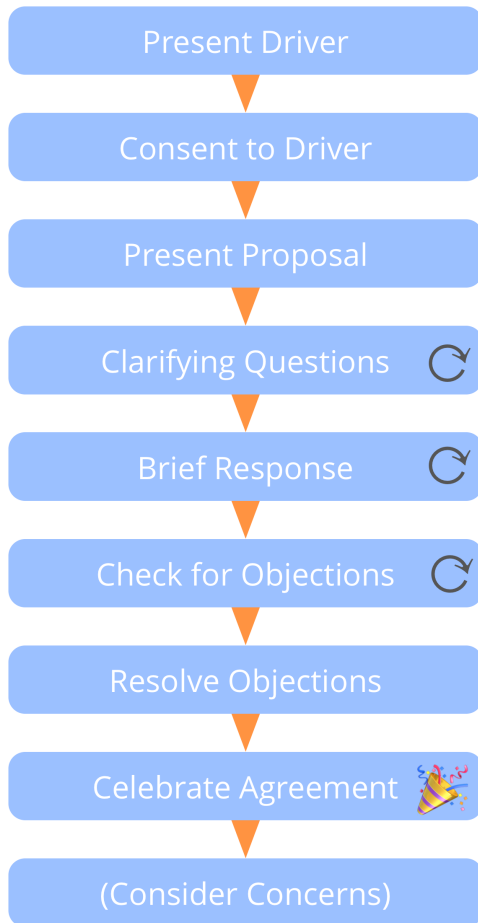 Present Driver
Consent to Driver
Present Proposal
Clarifying Questions
Brief Response
Check for Objections
Resolve Objections
Celebrate Agreement
(Consider Concerns)